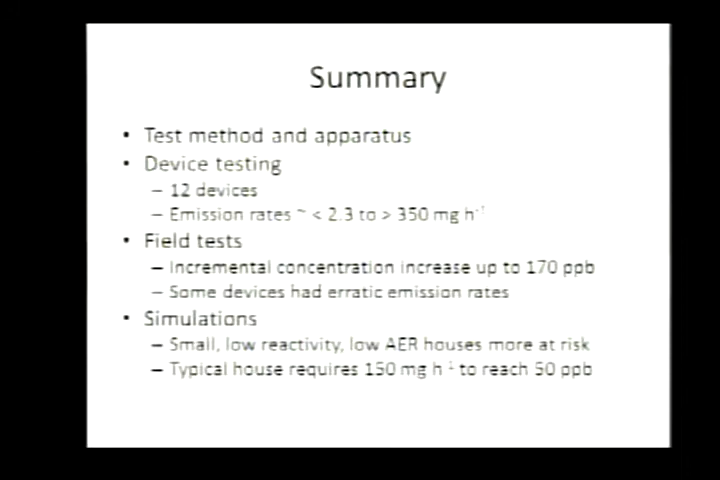 Summary
• Test method and apparatus
• Device testing
– 12 devices
– Emission rates ~ < 2.3 to > 350 mg h⁻¹
• Field tests
– Incremental concentration increase up to 170 ppb
– Some devices had erratic emission rates
• Simulations
– Small, low reactivity, low AER houses more at risk
– Typical house requires 150 mg h⁻¹ to reach 50 ppb